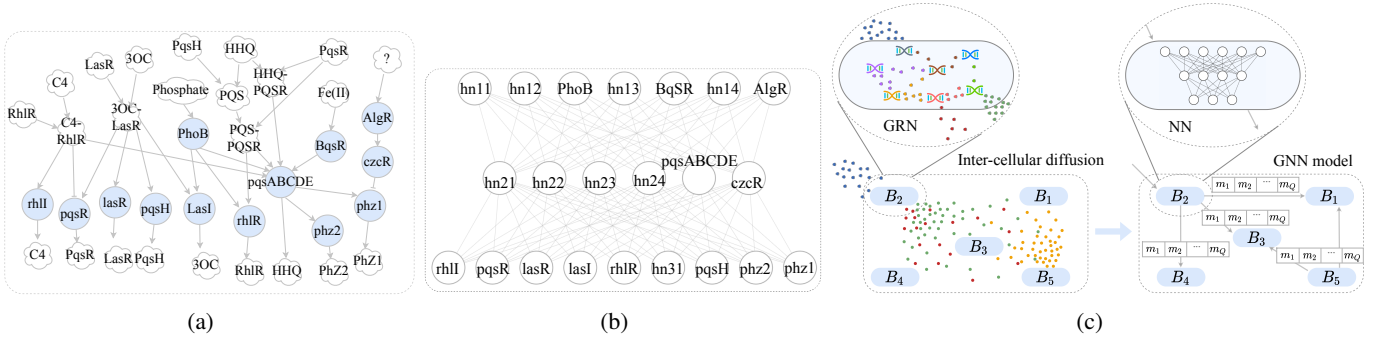 PqsH HHQ PqsR
LasR 3OC ?
C4 HHQ-
PQSR
Phosphate PQS Fe(II)
RhlR C4-
RhlR 3OC-
LasR PhoB PQS-
PQSR BqsR AlgR
pqsABCDE czcR
rhlI pqsR lasR pqsH LasI rhlR phz2 phz1
C4 PqsR LasR PqsH 3OC RhlR HHQ PhZ2 PhZ1
(a)
hn11 hn12 PhoB hn13 BqSR hn14 AlgR
hn21 hn22 hn23 hn24 pqsABCDE czcR
rhlI pqsR lasR lasI rhlR hn31 pqsH phz2 phz1
(b)
GRN
Inter-cellular diffusion
B2 B1
B3
B4 B5
NN
GNN model
B2 m1 m2 ··· mQ B1
m1 m2 ··· mQ
B3
m1 m2 ··· mQ m1 m2 ··· mQ
B4 B5
(c)